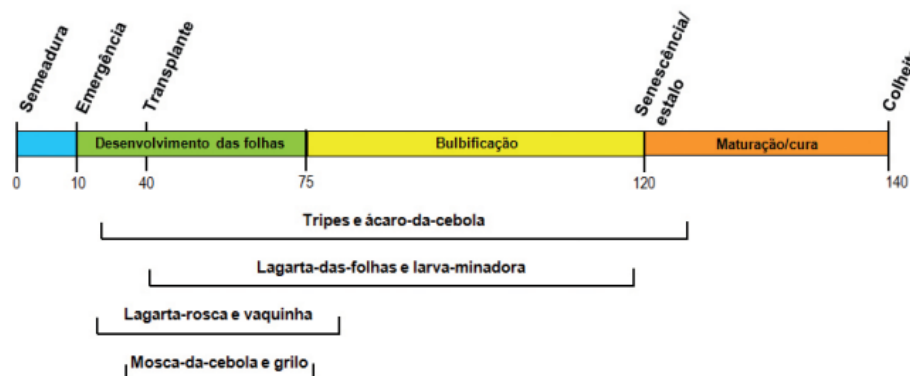 Semeadura
Emergência
Transplante
Senescência/
estalo
Desenvolvimento das folhas
Bulbificação
Maturação/cura
0
10
40
75
120
140
Tripes e ácaro-da-cebola
Lagarta-das-folhas e larva-minadora
Lagarta-rosca e vaquinha
Mosca-da-cebola e grilo